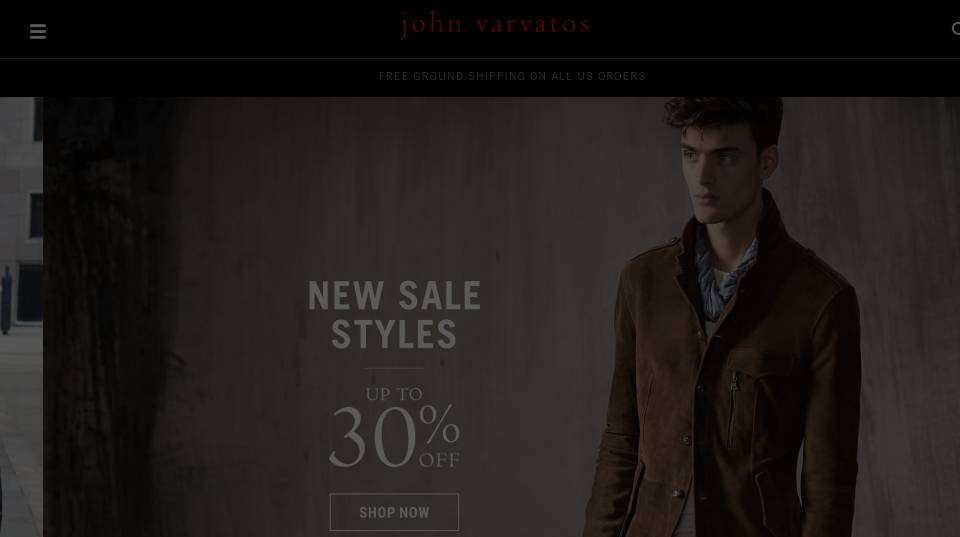 john varvatos
FREE GROUND SHIPPING ON ALL US ORDERS
NEW SALE
STYLES
UP TO
30%
OFF
SHOP NOW